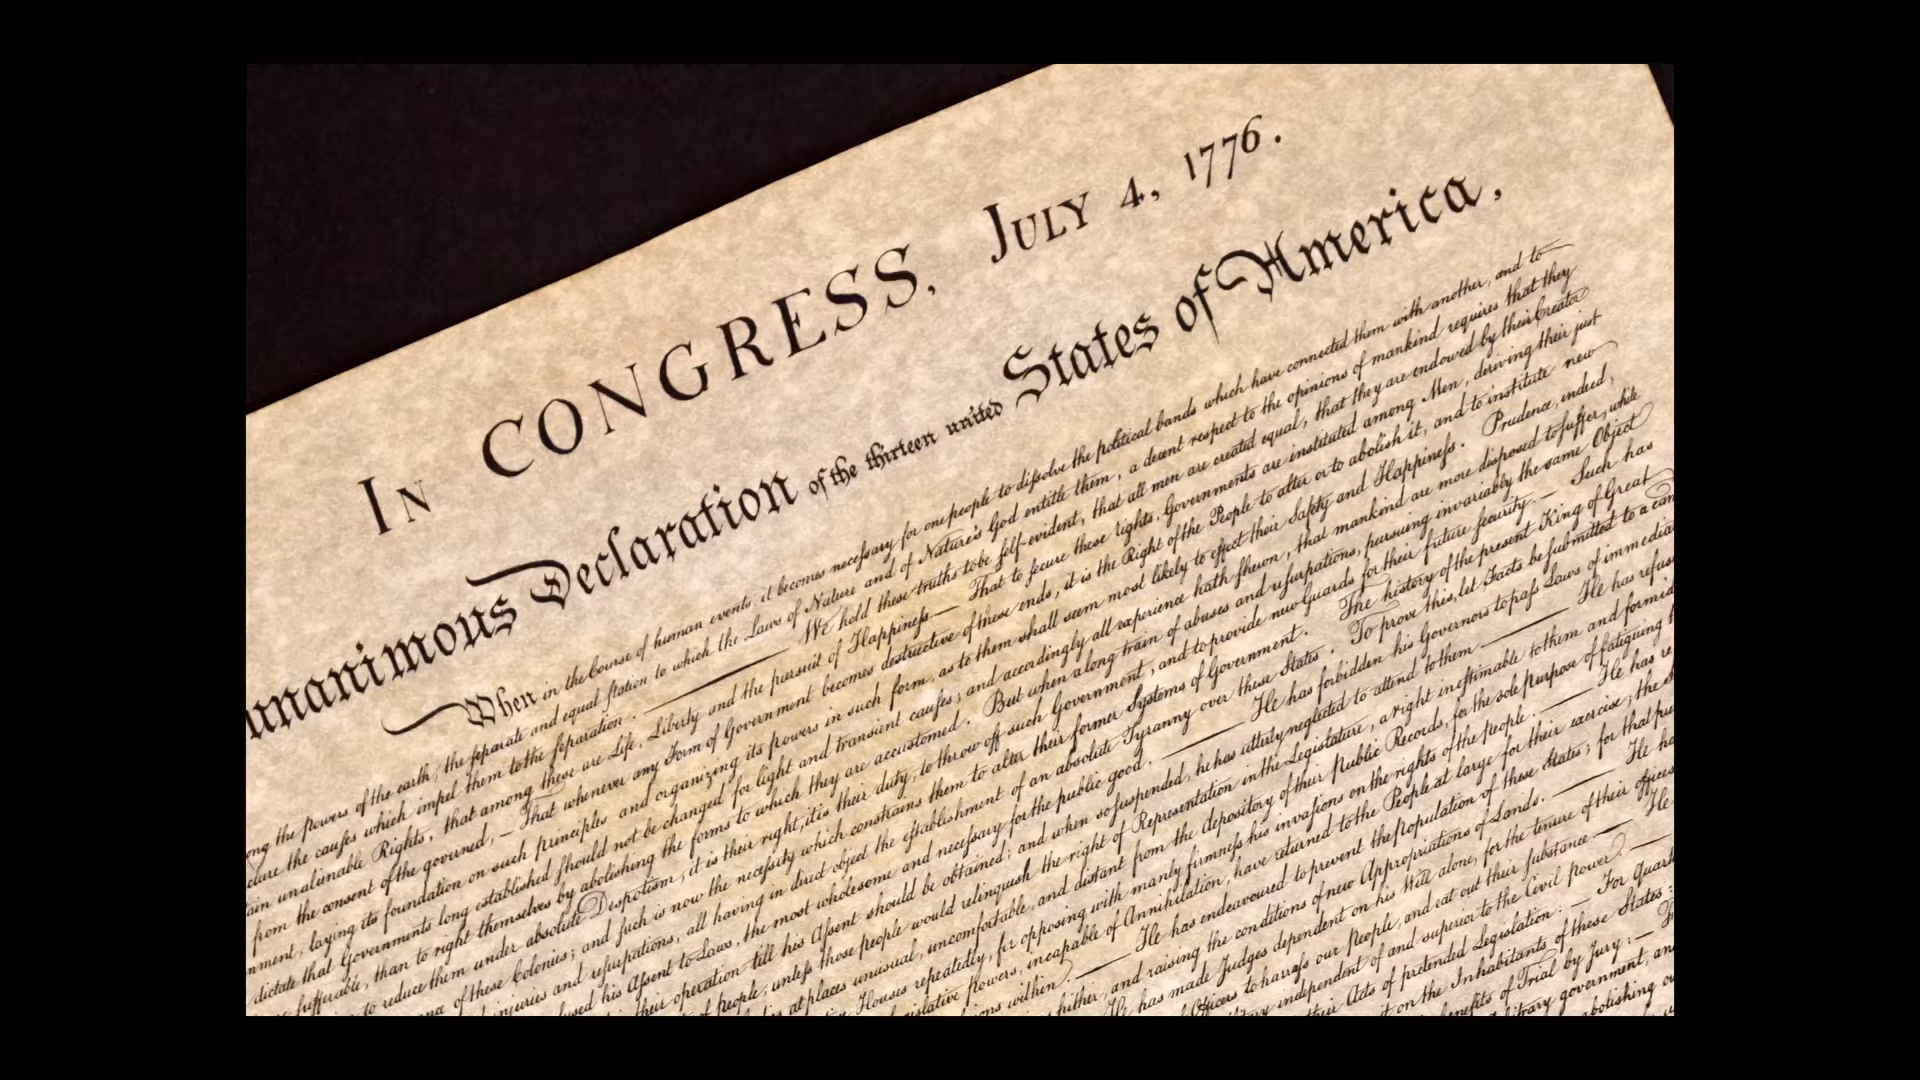 In CONGRESS, July 4, 1776.
unanimous Declaration of the thirteen united States of America,
When in the Course of human events, it becomes necessary for one people to dissolve the political bands which have connected them with another, and to
the powers of the earth, the separate and equal station to which the Laws of Nature and of Nature's God entitle them, a decent respect to the opinions of mankind requires that they
the causes which impel them to the separation. —— We hold these truths to be self-evident, that all men are created equal, that they are endowed by their Creator
unalienable Rights, that among these are Life, Liberty and the pursuit of Happiness.— That to secure these rights, Governments are instituted among Men, deriving their just
from the consent of the governed,— That whenever any Form of Government becomes destructive of these ends, it is the Right of the People to alter or to abolish it, and to institute new
nment, laying its foundation on such principles and organizing its powers in such form, as to them shall seem most likely to effect their Safety and Happiness. Prudence, indeed,
dictate that Governments long established should not be changed for light and transient causes; and accordingly all experience hath shewn, that mankind are more disposed to suffer, while
sufferable, than to right themselves by abolishing the forms to which they are accustomed. But when a long train of abuses and usurpations, pursuing invariably the same Object
to reduce them under absolute Despotism, it is their right, it is their duty, to throw off such Government, and to provide new Guards for their future security.— Such has
of these Colonies; and such is now the necessity which constrains them to alter their former Systems of Government. The history of the present King of Great
injuries and usurpations, all having in direct object the establishment of an absolute Tyranny over these States. To prove this, let Facts be submitted to a can
his Assent to Laws, the most wholesome and necessary for the public good. —— He has forbidden his Governors to pass Laws of immedia
their operation till his Assent should be obtained; and when so suspended, he has utterly neglected to attend to them —— He has refus
of people, unless those people would relinquish the right of Representation in the Legislature, a right inestimable to them and formid
at places unusual, uncomfortable, and distant from the depository of their Public Records, for the sole purpose of fatiguing
Houses repeatedly, for opposing with manly firmness his invasions on the rights of the people. —— He has re
islative powers, incapable of Annihilation, have returned to the People at large for their exercise; the
ions within. —— He has endeavoured to prevent the population of these States; for that pu
hither, and raising the conditions of new Appropriations of Lands. —— He ha
He has made Judges dependent on his Will alone, for the tenure of their offices
Officers to harrass our people, and eat out their substance —— He
independent of and superior to the Civil power. ——
their Acts of pretended Legislation: — For Quart
on the Inhabitants of these States:
benefits of Trial by Jury: —
government, an
abolishing